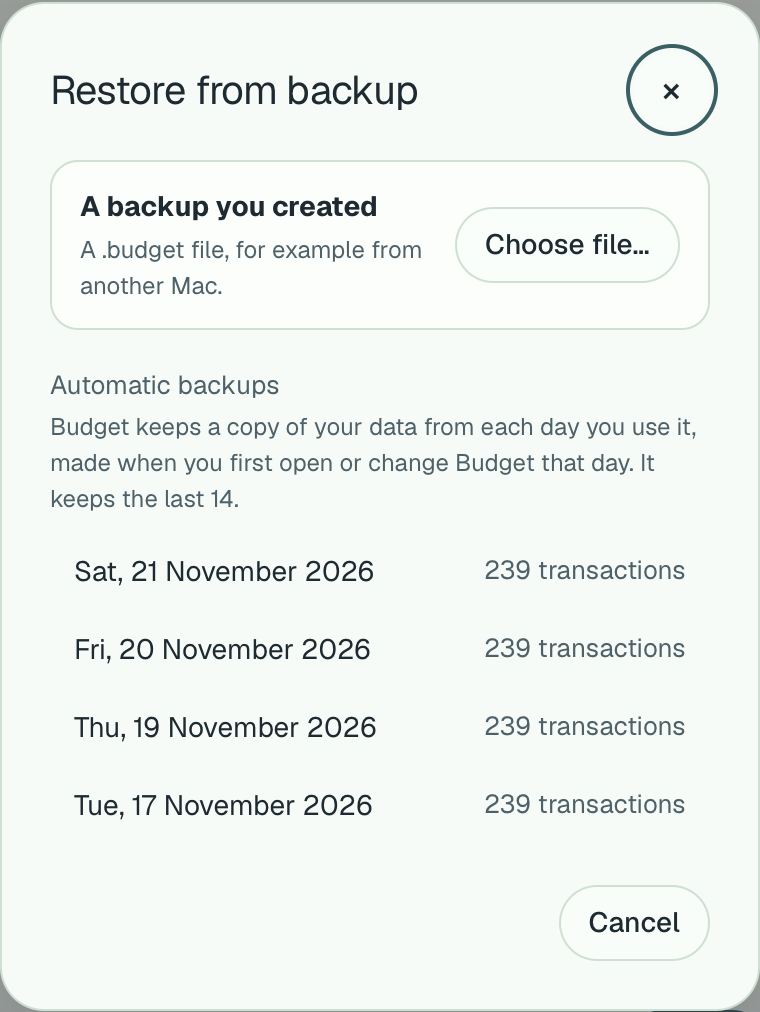 Restore from backup
×
A backup you created
A .budget file, for example from
another Mac.
Choose file...
Automatic backups
Budget keeps a copy of your data from each day you use it,
made when you first open or change Budget that day. It
keeps the last 14.
Sat, 21 November 2026 239 transactions
Fri, 20 November 2026 239 transactions
Thu, 19 November 2026 239 transactions
Tue, 17 November 2026 239 transactions
Cancel